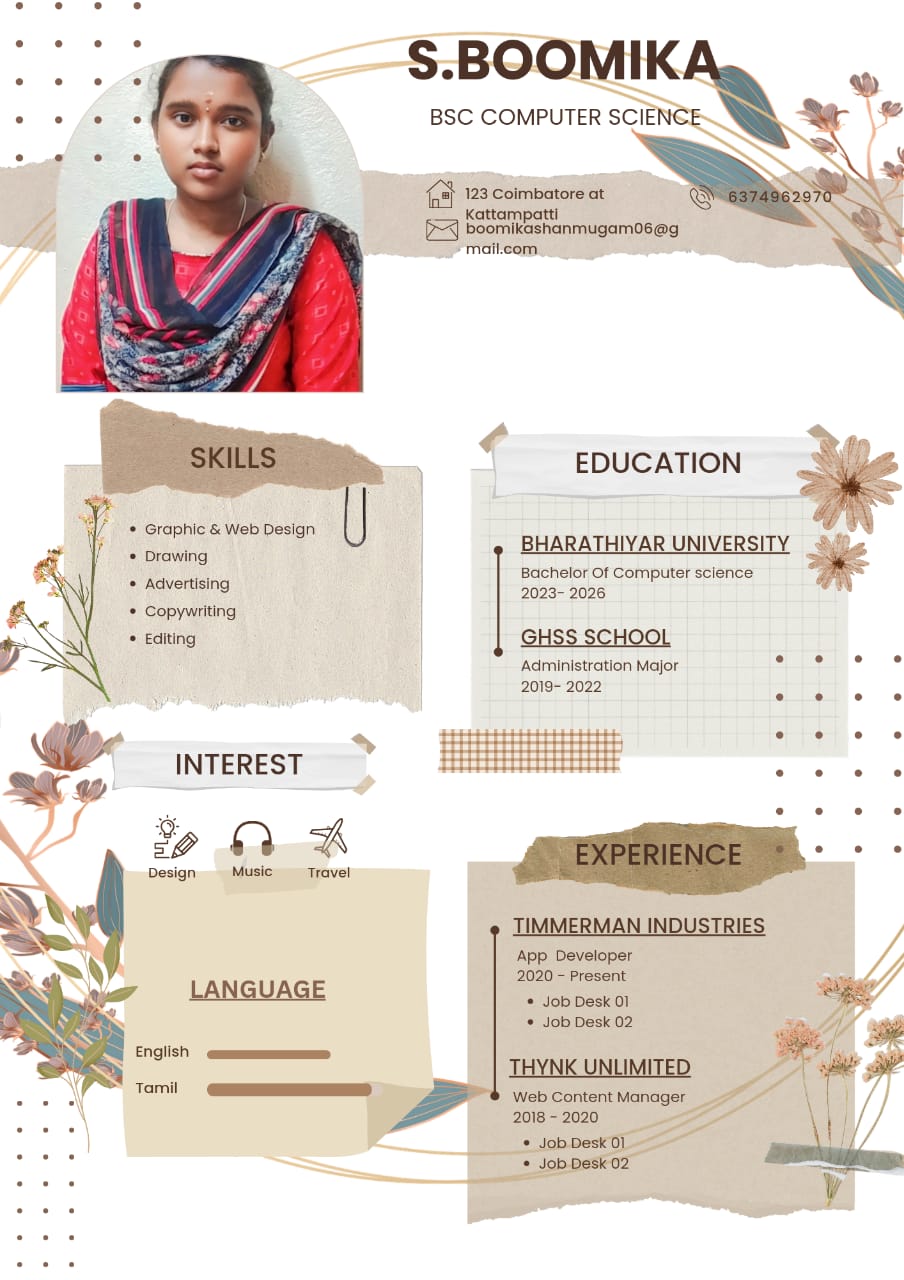 S.BOOMIKA
BSC COMPUTER SCIENCE
123 Coimbatore at
Kattampatti
boomikashanmugam06@g
mail.com
6374962970
SKILLS
Graphic & Web Design
Drawing
Advertising
Copywriting
Editing
EDUCATION
BHARATHIYAR UNIVERSITY
Bachelor Of Computer science
2023- 2026
GHSS SCHOOL
Administration Major
2019- 2022
INTEREST
Design
Music
Travel
LANGUAGE
English
Tamil
EXPERIENCE
TIMMERMAN INDUSTRIES
App Developer
2020 - Present
Job Desk 01
Job Desk 02
THYNK UNLIMITED
Web Content Manager
2018 - 2020
Job Desk 01
Job Desk 02